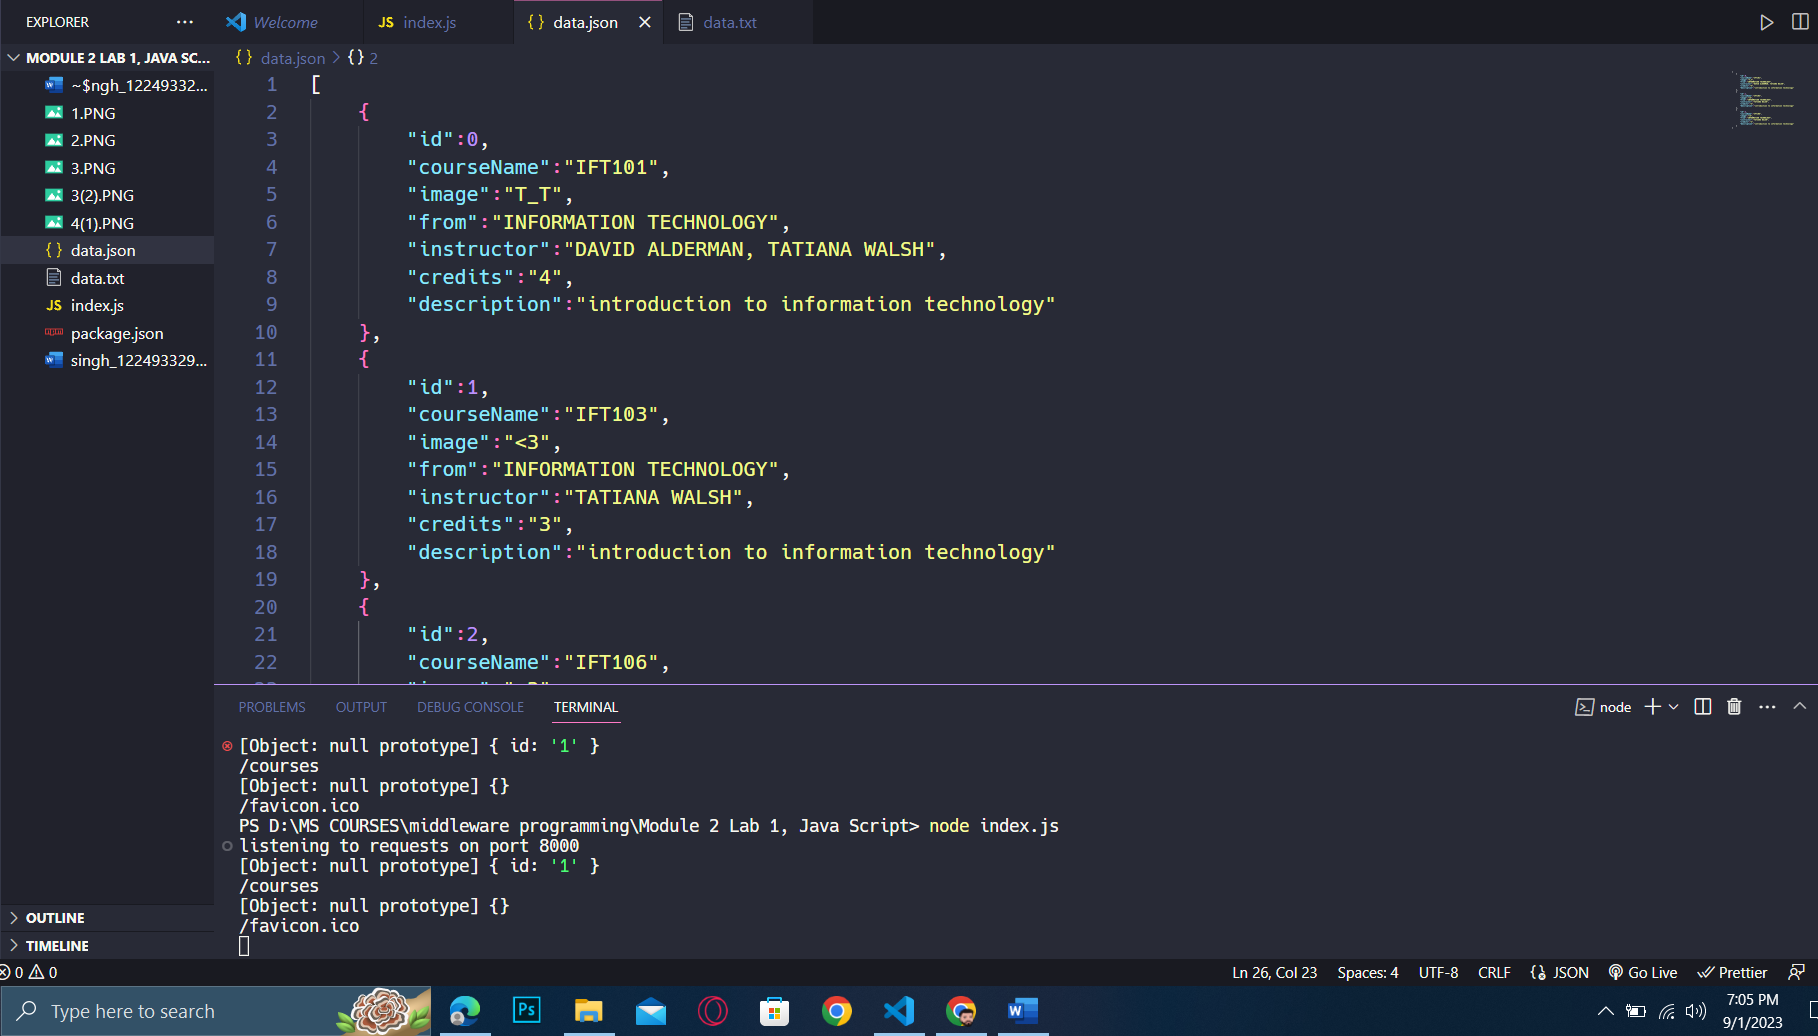 EXPLORER
Welcome
JS index.js
{} data.json
data.txt
MODULE 2 LAB 1, JAVA SC...
~$ngh_12249332...
1.PNG
2.PNG
3.PNG
3(2).PNG
4(1).PNG
{} data.json
data.txt
JS index.js
package.json
singh_122493329...
OUTLINE
TIMELINE
{} data.json > {} 2
1 [
2 {
3 "id":0,
4 "courseName":"IFT101",
5 "image":"T_T",
6 "from":"INFORMATION TECHNOLOGY",
7 "instructor":"DAVID ALDERMAN, TATIANA WALSH",
8 "credits":"4",
9 "description":"introduction to information technology"
10 },
11 {
12 "id":1,
13 "courseName":"IFT103",
14 "image":"<3",
15 "from":"INFORMATION TECHNOLOGY",
16 "instructor":"TATIANA WALSH",
17 "credits":"3",
18 "description":"introduction to information technology"
19 },
20 {
21 "id":2,
22 "courseName":"IFT106",
PROBLEMS OUTPUT DEBUG CONSOLE TERMINAL
node
[Object: null prototype] { id: '1' }
/courses
[Object: null prototype] {}
/favicon.ico
PS D:\MS COURSES\middleware programming\Module 2 Lab 1, Java Script> node index.js
listening to requests on port 8000
[Object: null prototype] { id: '1' }
/courses
[Object: null prototype] {}
/favicon.ico
0 0
Ln 26, Col 23 Spaces: 4 UTF-8 CRLF {} JSON Go Live Prettier
Type here to search
Ps
W
7:05 PM
9/1/2023